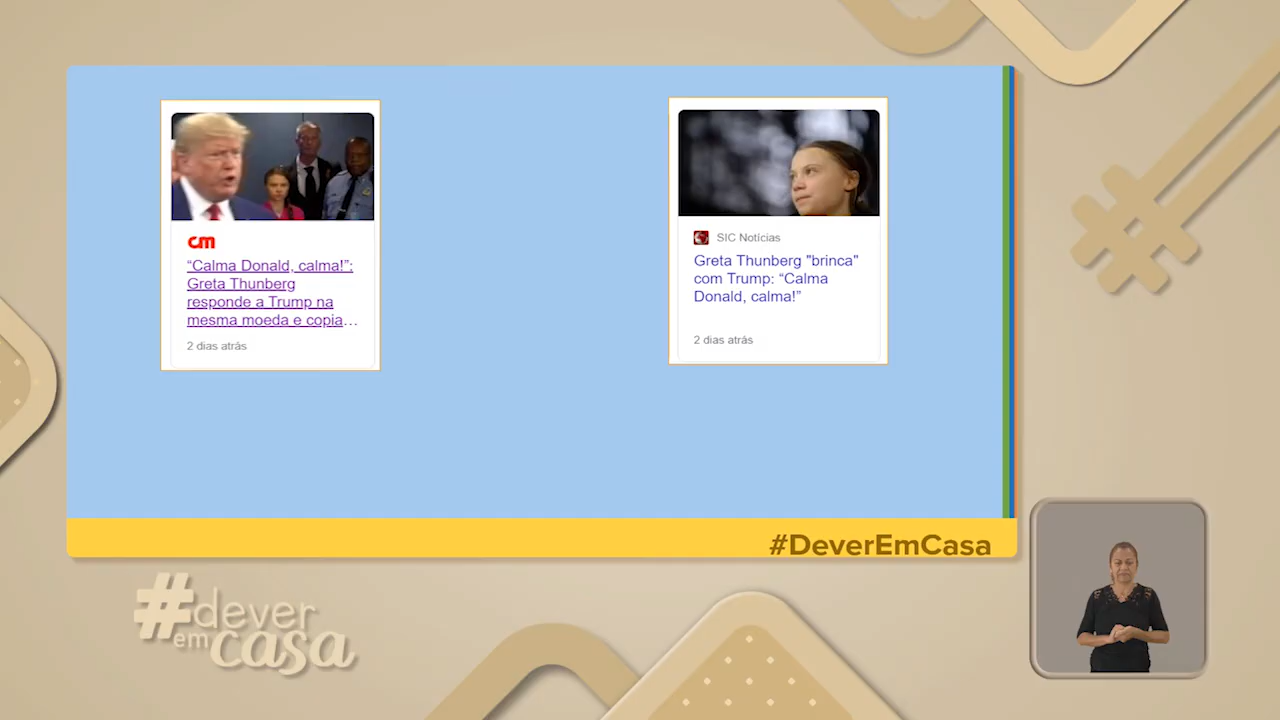 cm
“Calma Donald, calma!”:
Greta Thunberg
responde a Trump na
mesma moeda e copia...
2 dias atrás
SIC Notícias
Greta Thunberg "brinca"
com Trump: “Calma
Donald, calma!”
2 dias atrás
#DeverEmCasa
#dever
em casa